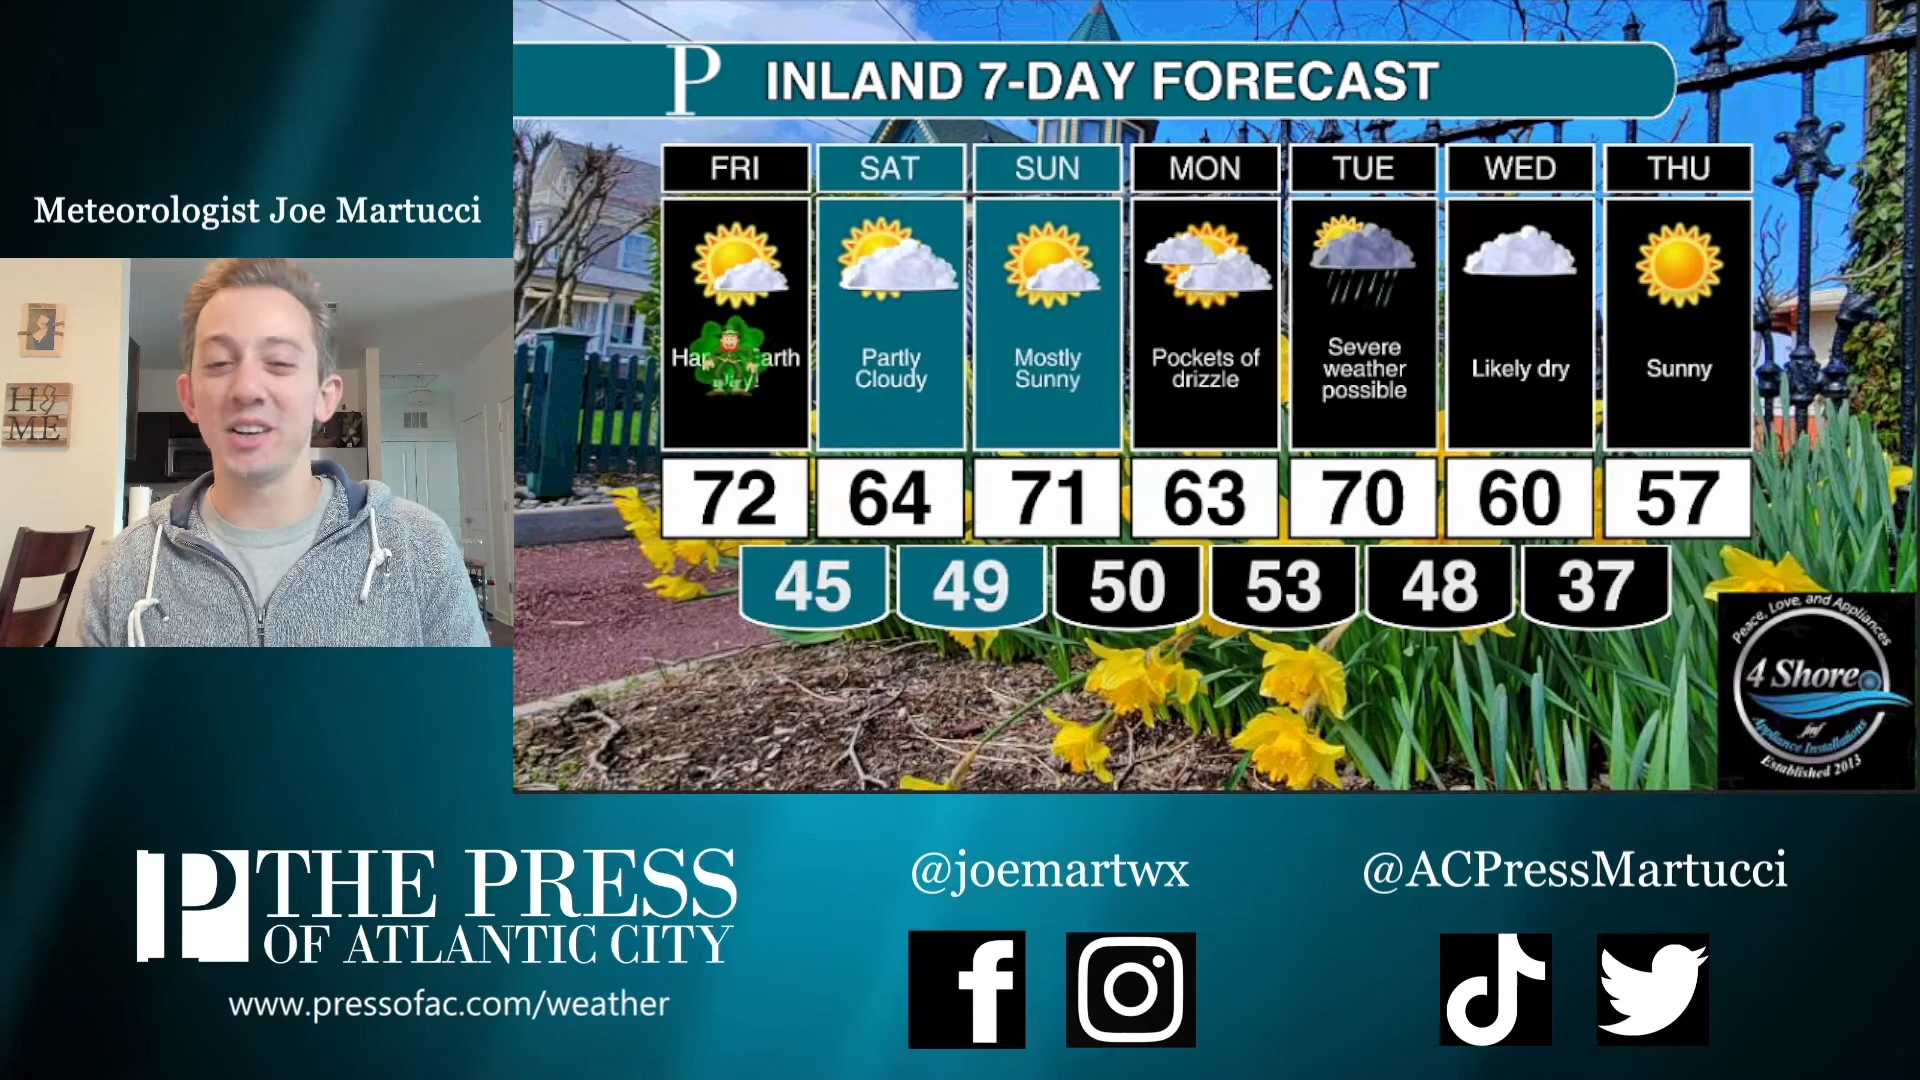 Meteorologist Joe Martucci
HOME
P INLAND 7-DAY FORECAST
FRI SAT SUN MON TUE WED THU
Partly
Cloudy
Mostly
Sunny
Pockets of
drizzle
Severe
weather
possible
Likely dry
Sunny
72 64 71 63 70 60 57
45 49 50 53 48 37
Peace, Love, and Appliances
4 Shore
Appliance Installations
Established 2013
P THE PRESS
OF ATLANTIC CITY
www.pressofac.com/weather
@joemartwx
@ACPressMartucci